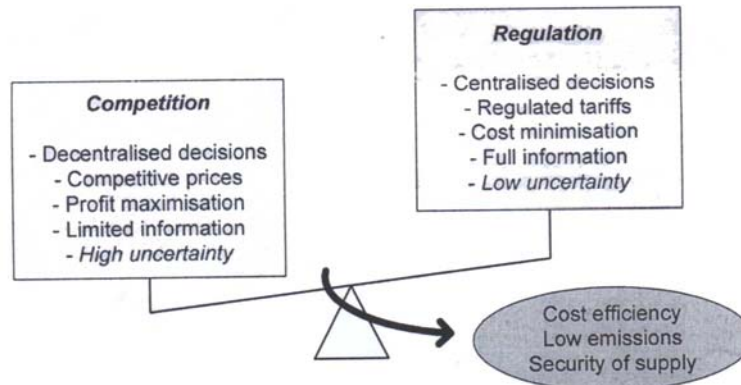 Competition
- Decentralised decisions
- Competitive prices
- Profit maximisation
- Limited information
- High uncertainty
Regulation
- Centralised decisions
- Regulated tariffs
- Cost minimisation
- Full information
- Low uncertainty
Cost efficiency
Low emissions
Security of supply